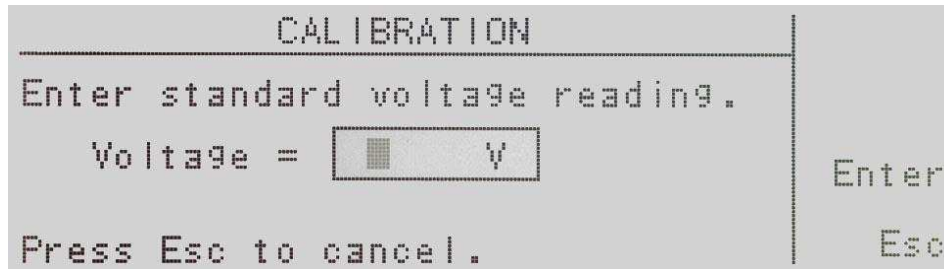 CALIBRATION
Enter standard voltage reading.
Voltage = V
Enter
Press Esc to cancel.
Esc